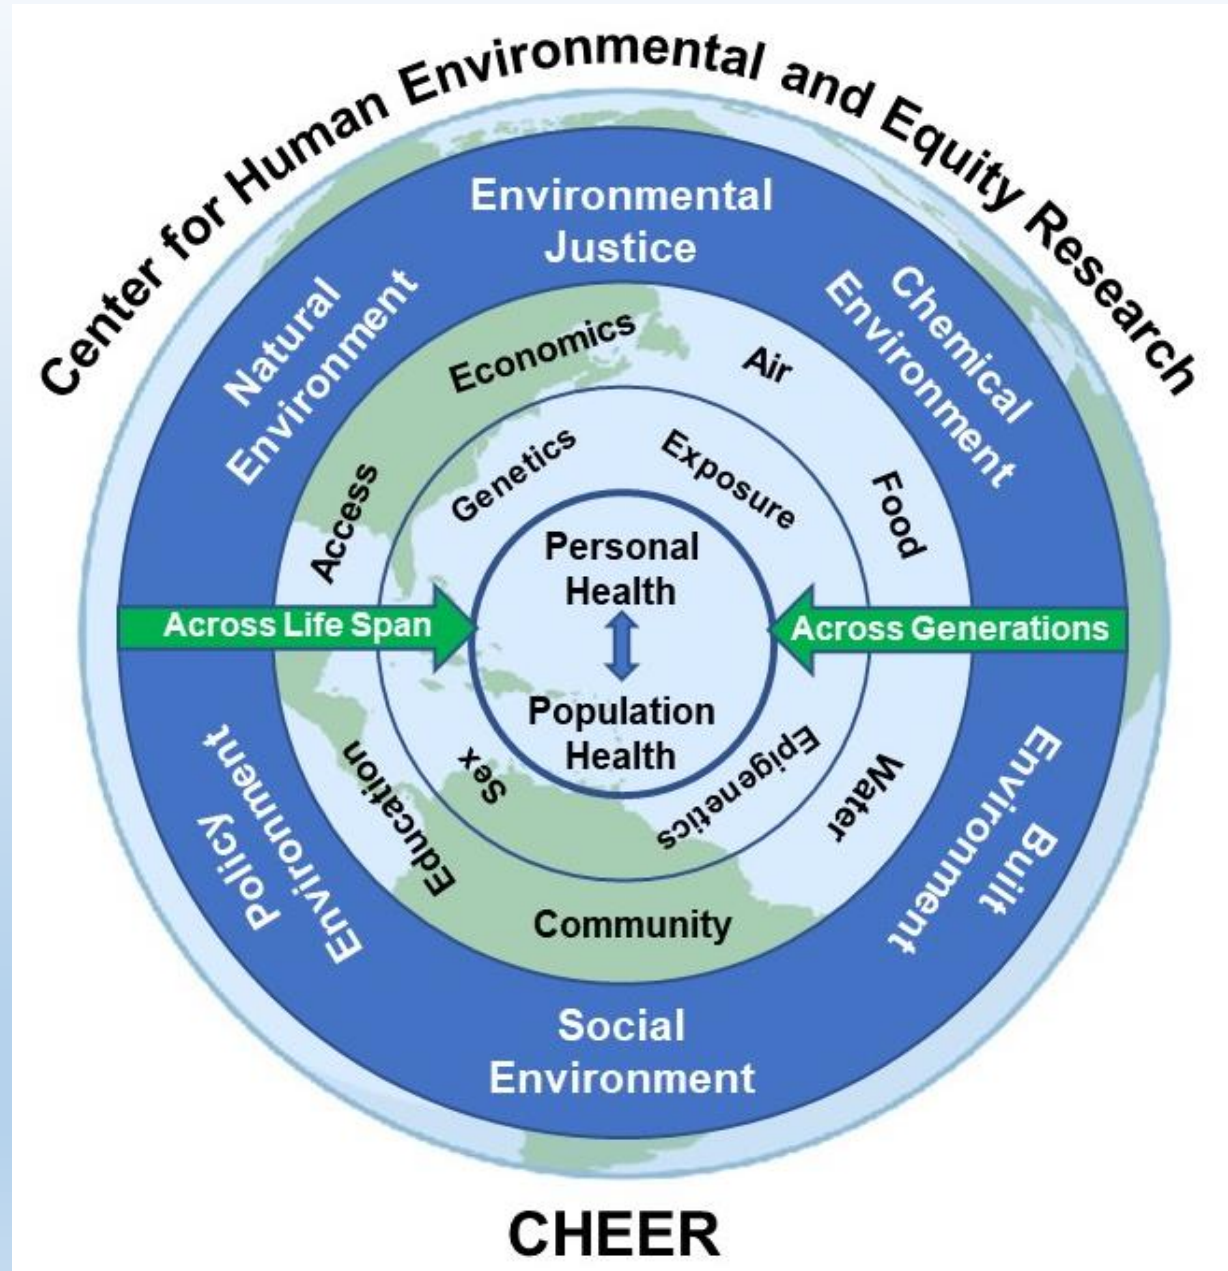 Center for Human Environmental and Equity Research
Environmental
Justice
Natural
Environment
Chemical
Environment
Economics
Air
Access
Food
Genetics
Exposure
Personal
Health
Across Life Span
Across Generations
Population
Health
Sex
Epigenetics
Education
Water
Community
Policy
Environment
Built
Environment
Social
Environment
CHEER